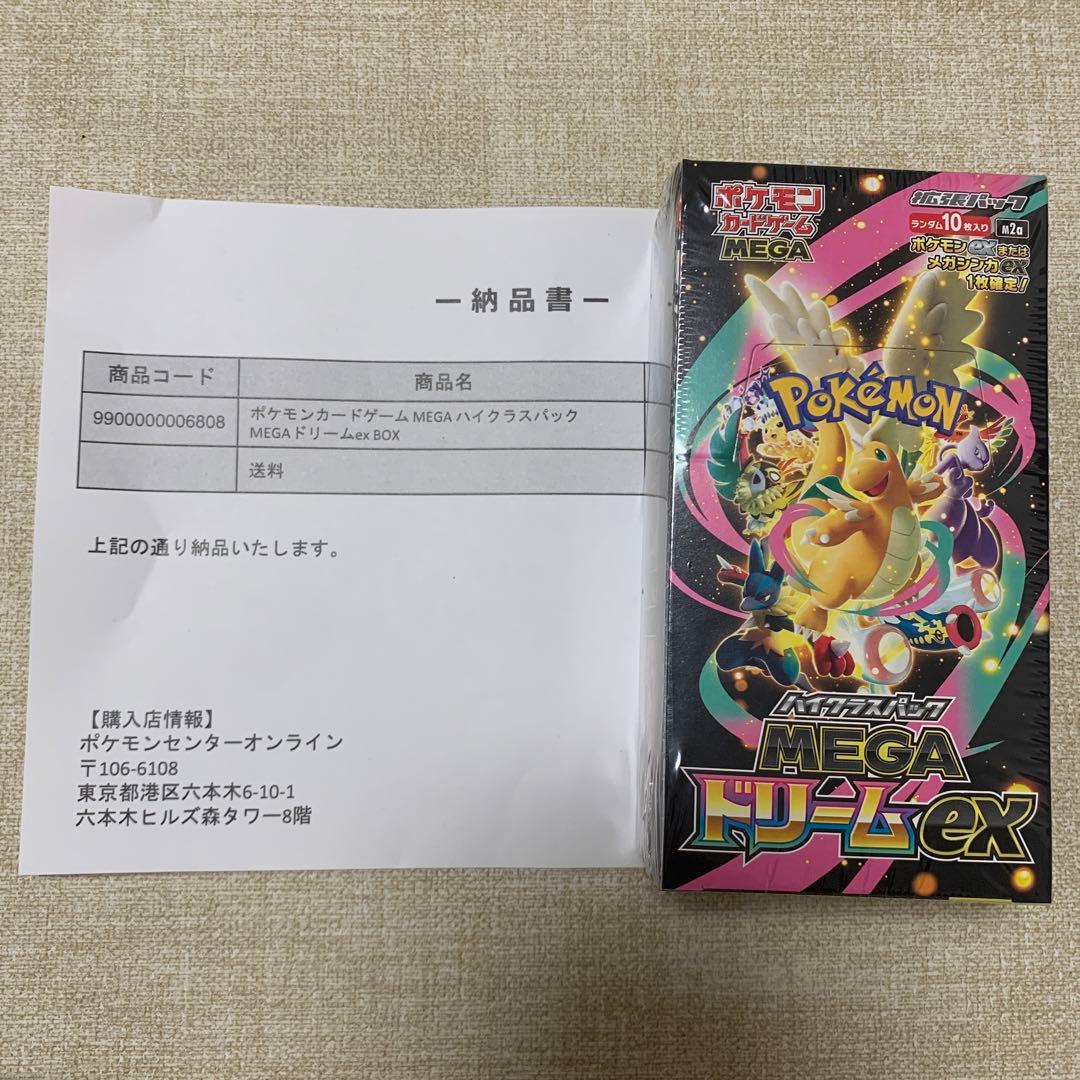 ー納品書ー
商品コード 商品名
9900000006808 ポケモンカードゲーム MEGA ハイクラスパック
MEGAドリームex BOX
送料
上記の通り納品いたします。
【購入店情報】
ポケモンセンターオンライン
〒106-6108
東京都港区六本木6-10-1
六本木ヒルズ森タワー8階
ポケモン
カードゲーム
MEGA
拡張パック
ランダム10枚入り M2a
ポケモンexまたは
メガシンカex
1枚確定!
POKéMON
ハイクラスパック
MEGA
ドリームex